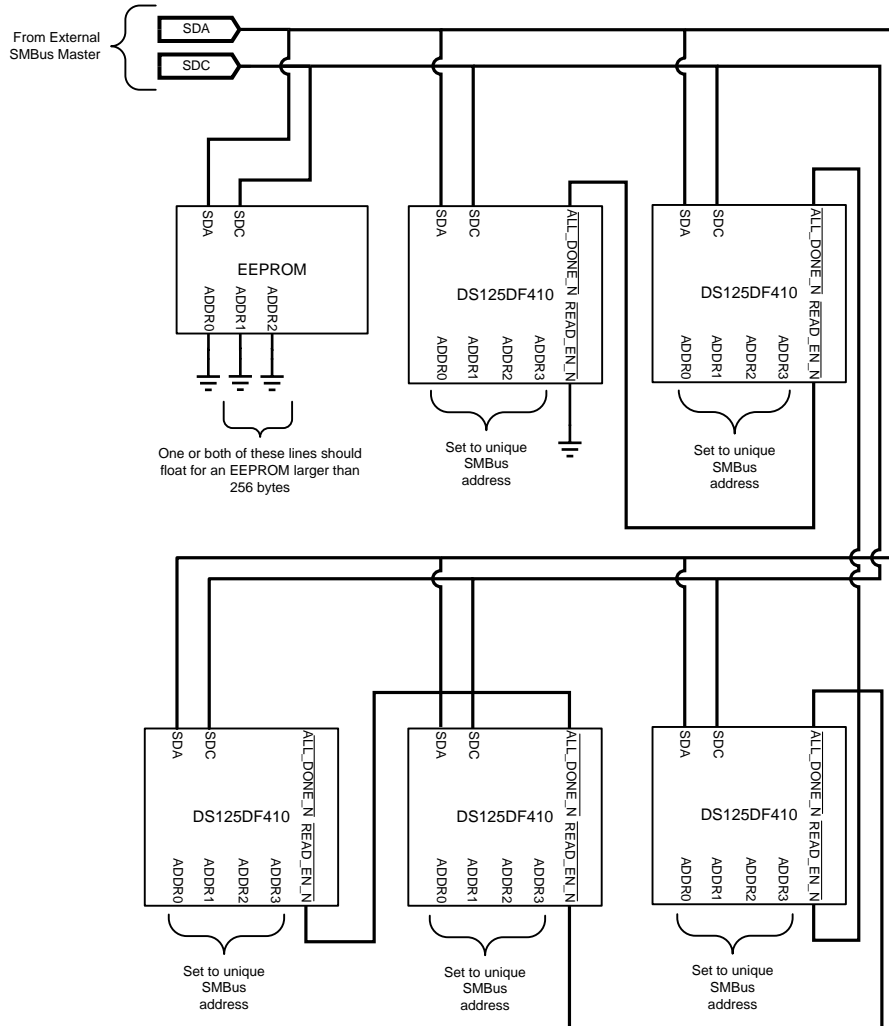 From External
SMBus Master
SDA
SDC
SDA
SDC
EEPROM
ADDR0
ADDR1
ADDR2
One or both of these lines should
float for an EEPROM larger than
256 bytes
SDA
SDC
ALL_DONE_N
DS125DF410
READ_EN_N
ADDR0
ADDR1
ADDR2
ADDR3
Set to unique
SMBus
address
SDA
SDC
ALL_DONE_N
DS125DF410
READ_EN_N
ADDR0
ADDR1
ADDR2
ADDR3
Set to unique
SMBus
address
SDA
SDC
ALL_DONE_N
DS125DF410
READ_EN_N
ADDR0
ADDR1
ADDR2
ADDR3
Set to unique
SMBus
address
SDA
SDC
ALL_DONE_N
DS125DF410
READ_EN_N
ADDR0
ADDR1
ADDR2
ADDR3
Set to unique
SMBus
address
SDA
SDC
ALL_DONE_N
DS125DF410
READ_EN_N
ADDR0
ADDR1
ADDR2
ADDR3
Set to unique
SMBus
address